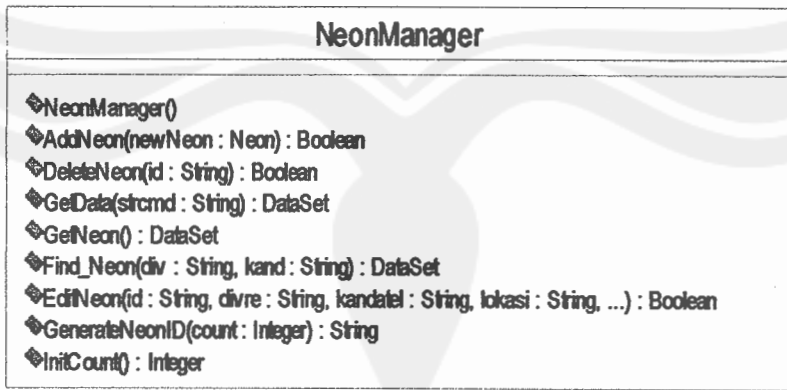 NeonManager
NeonManager()
AddNeon(newNeon : Neon) : Boolean
DeleteNeon(id : String) : Boolean
GetData(strcmd : String) : DataSet
GetNeon() : DataSet
Find_Neon(div : String, kand : String) : DataSet
EditNeon(id : String, divre : String, kandatel : String, lokasi : String, ...) : Boolean
GenerateNeonID(count : Integer) : String
InitCount() : Integer